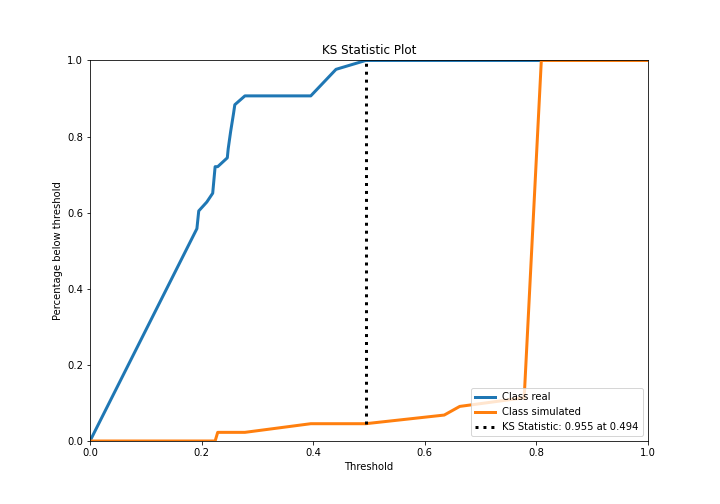 KS Statistic Plot
Percentage below threshold
1.0
0.8
0.6
0.4
0.2
0.0
0.0 0.2 0.4 0.6 0.8 1.0
Threshold
Class real
Class simulated
KS Statistic: 0.955 at 0.494